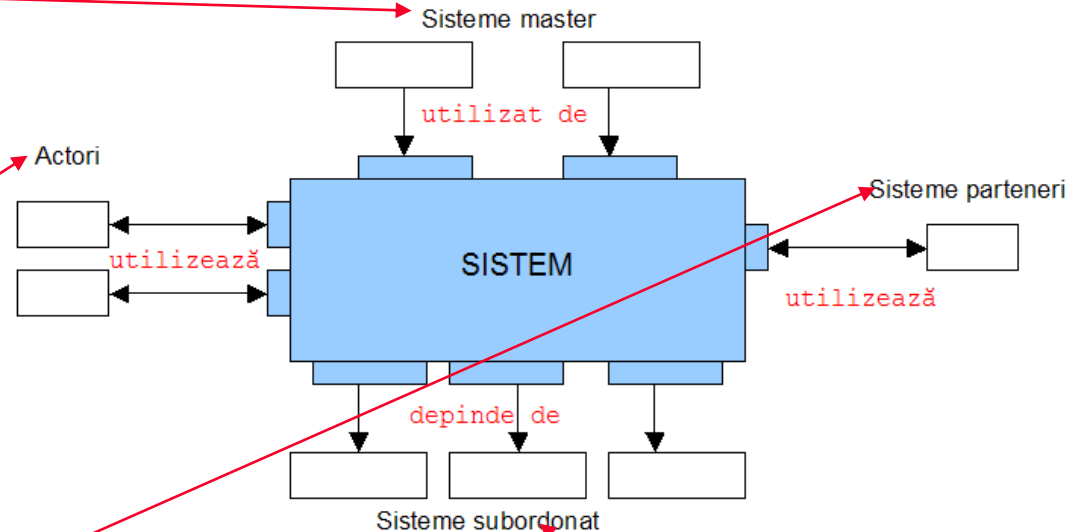 Sisteme master
utilizat de
Actori
Sisteme parteneri
utilizează
SISTEM
utilizează
depinde de
Sisteme subordonat